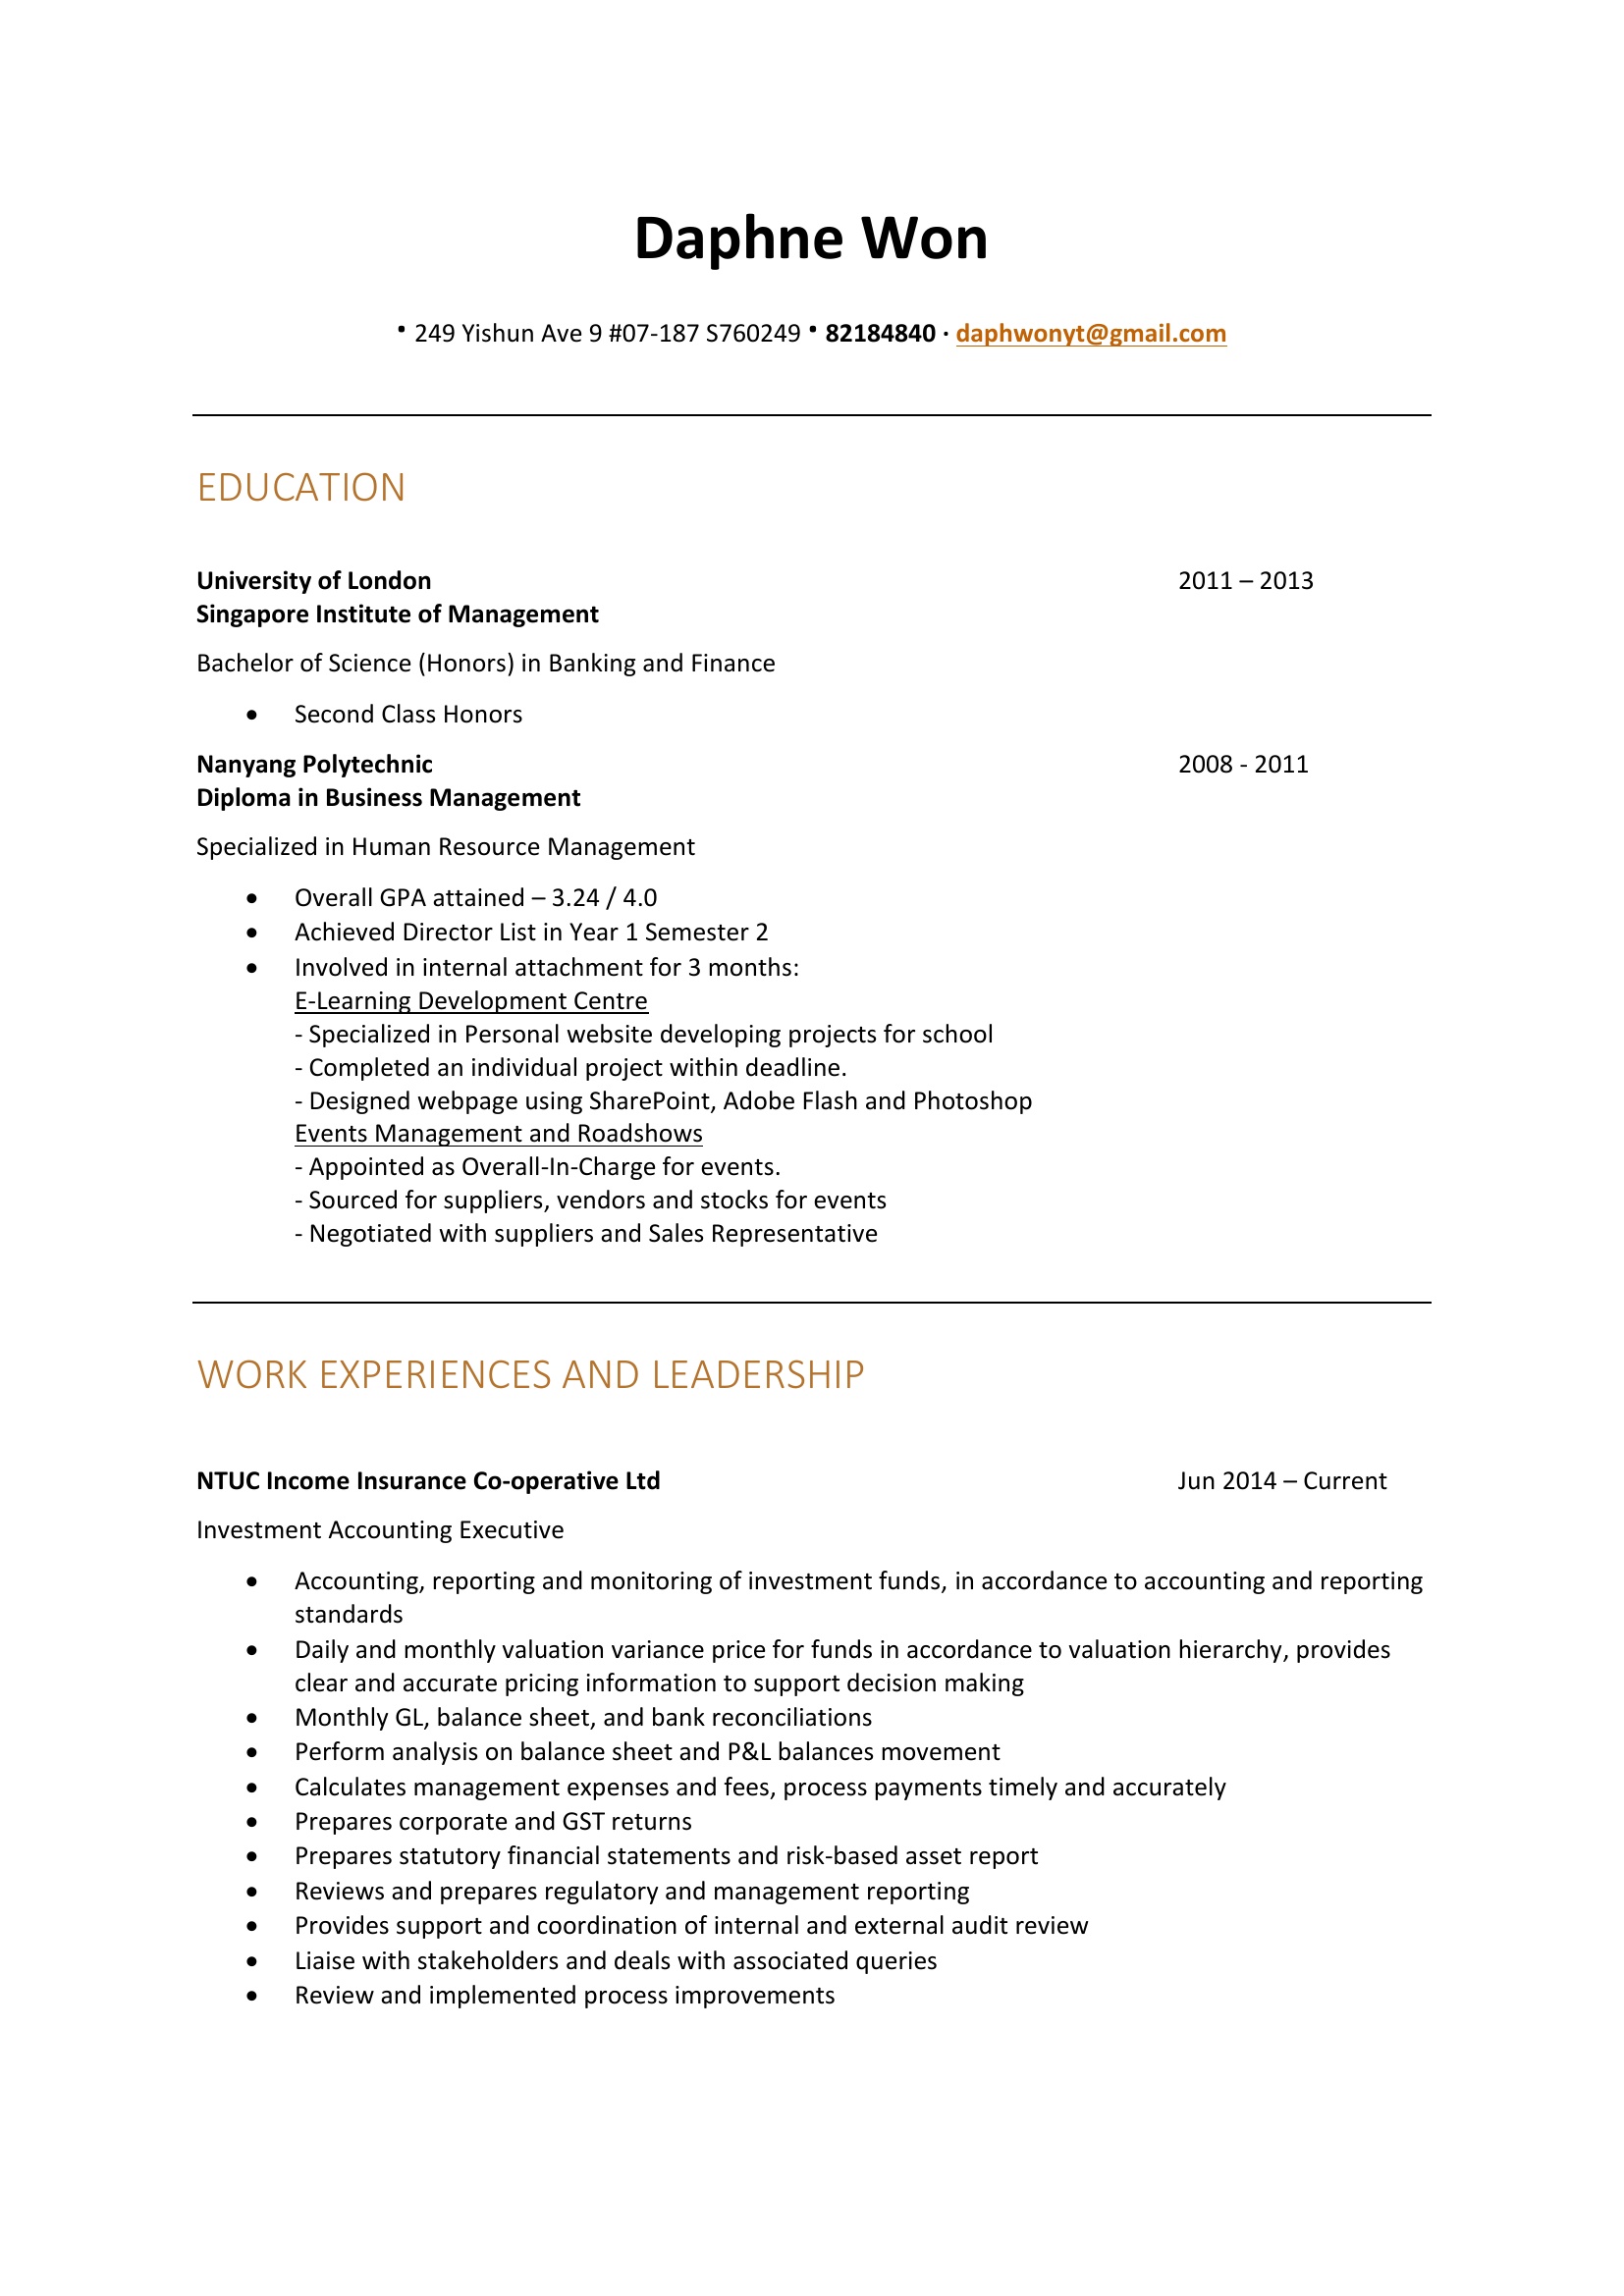 Daphne Won
• 249 Yishun Ave 9 #07-187 S760249 • 82184840 · daphwonyt@gmail.com
EDUCATION
University of London 2011 – 2013
Singapore Institute of Management
Bachelor of Science (Honors) in Banking and Finance
• Second Class Honors
Nanyang Polytechnic 2008 - 2011
Diploma in Business Management
Specialized in Human Resource Management
• Overall GPA attained – 3.24 / 4.0
• Achieved Director List in Year 1 Semester 2
• Involved in internal attachment for 3 months:
E-Learning Development Centre
- Specialized in Personal website developing projects for school
- Completed an individual project within deadline.
- Designed webpage using SharePoint, Adobe Flash and Photoshop
Events Management and Roadshows
- Appointed as Overall-In-Charge for events.
- Sourced for suppliers, vendors and stocks for events
- Negotiated with suppliers and Sales Representative
WORK EXPERIENCES AND LEADERSHIP
NTUC Income Insurance Co-operative Ltd Jun 2014 – Current
Investment Accounting Executive
• Accounting, reporting and monitoring of investment funds, in accordance to accounting and reporting
standards
• Daily and monthly valuation variance price for funds in accordance to valuation hierarchy, provides
clear and accurate pricing information to support decision making
• Monthly GL, balance sheet, and bank reconciliations
• Perform analysis on balance sheet and P&L balances movement
• Calculates management expenses and fees, process payments timely and accurately
• Prepares corporate and GST returns
• Prepares statutory financial statements and risk-based asset report
• Reviews and prepares regulatory and management reporting
• Provides support and coordination of internal and external audit review
• Liaise with stakeholders and deals with associated queries
• Review and implemented process improvements